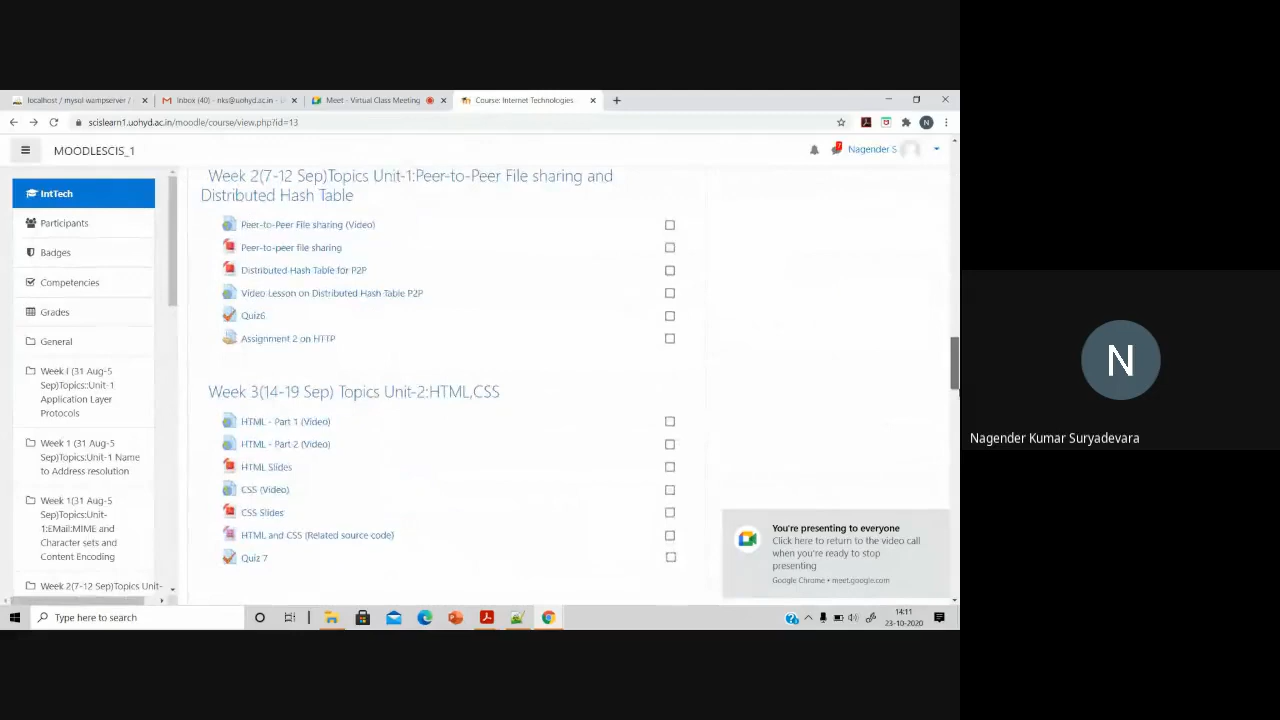 localhost / mysql wampserver /
Inbox (40) - nks@uohyd.ac.in -
Meet - Virtual Class Meeting
Course: Internet Technologies
scislearn1.uohyd.ac.in/moodle/course/view.php?id=13
N
MOODLESCIS_1
7
Nagender S
IntTech
Participants
Badges
Competencies
Grades
General
Week I (31 Aug-5
Sep)Topics::Unit-1
Application Layer
Protocols
Week 1 (31 Aug-5
Sep)Topics:Unit-1 Name
to Address resolution
Week 1(31 Aug-5
Sep)Topics:Unit-
1:EMail:MIME and
Character sets and
Content Encoding
Week 2(7-12 Sep)Topics Unit-
Week 2(7-12 Sep)Topics Unit-1:Peer-to-Peer File sharing and
Distributed Hash Table
Peer-to-Peer File sharing (Video)
Peer-to-peer file sharing
Distributed Hash Table for P2P
Video Lesson on Distributed Hash Table P2P
Quiz6
Assignment 2 on HTTP
Week 3(14-19 Sep) Topics Unit-2:HTML,CSS
HTML - Part 1 (Video)
HTML - Part 2 (Video)
HTML Slides
CSS (Video)
CSS Slides
HTML and CSS (Related source code)
Quiz 7
You're presenting to everyone
Click here to return to the video call
when you're ready to stop
presenting
Google Chrome • meet.google.com
Type here to search
14:11
23-10-2020
N
Nagender Kumar Suryadevara